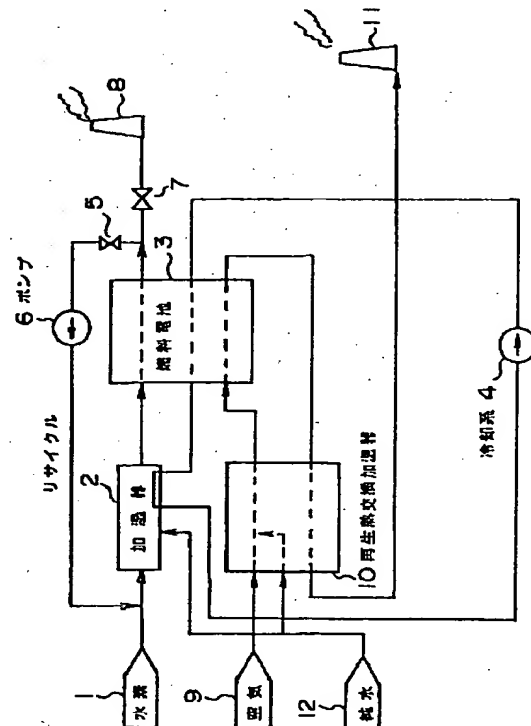 1
水素
2
加湿器
リサイクル
6 ポンプ
5
7
8
3
燃料電池
9
空気
10 再生熱交換加湿器
11
12
純水
冷却系 4